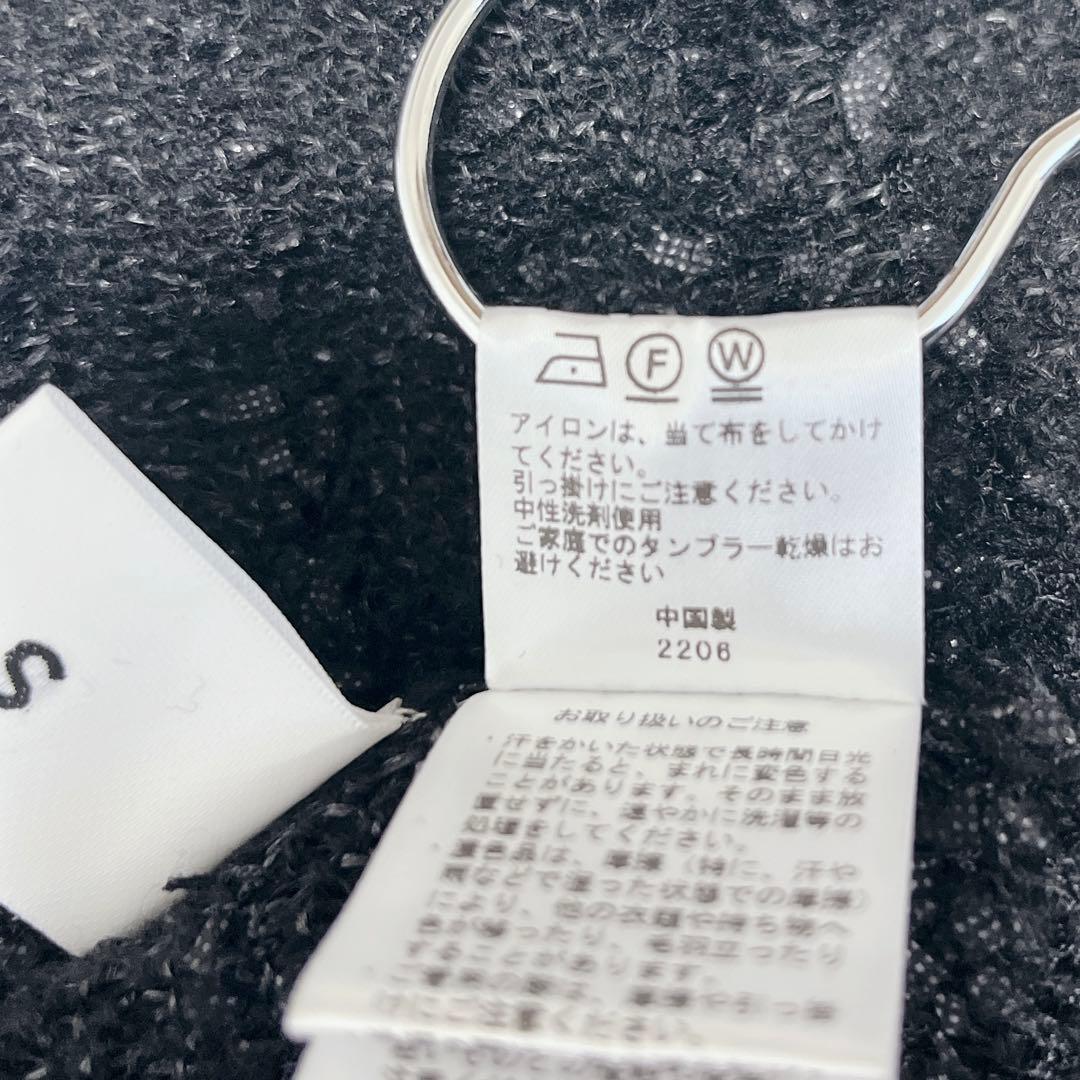 F W
アイロンは、当て布をしてかけ
てください。
引っ掛けにご注意ください。
中性洗剤使用
ご家庭でのタンブラー乾燥はお
避けください
中国製
2206
S
お取り扱いのご注意
・汗をかいた状態で長時間日光
に当たると、まれに変色する
ことがあります。そのまま放
置せずに、速やかに洗濯等の
処理をしてください。
・濃色品は、摩擦(特に、汗や
雨などで湿った状態での摩擦)
により、他の衣類や持ち物へ
色が移ったり、毛羽立ったり
することがあります。
けにご注意ください。